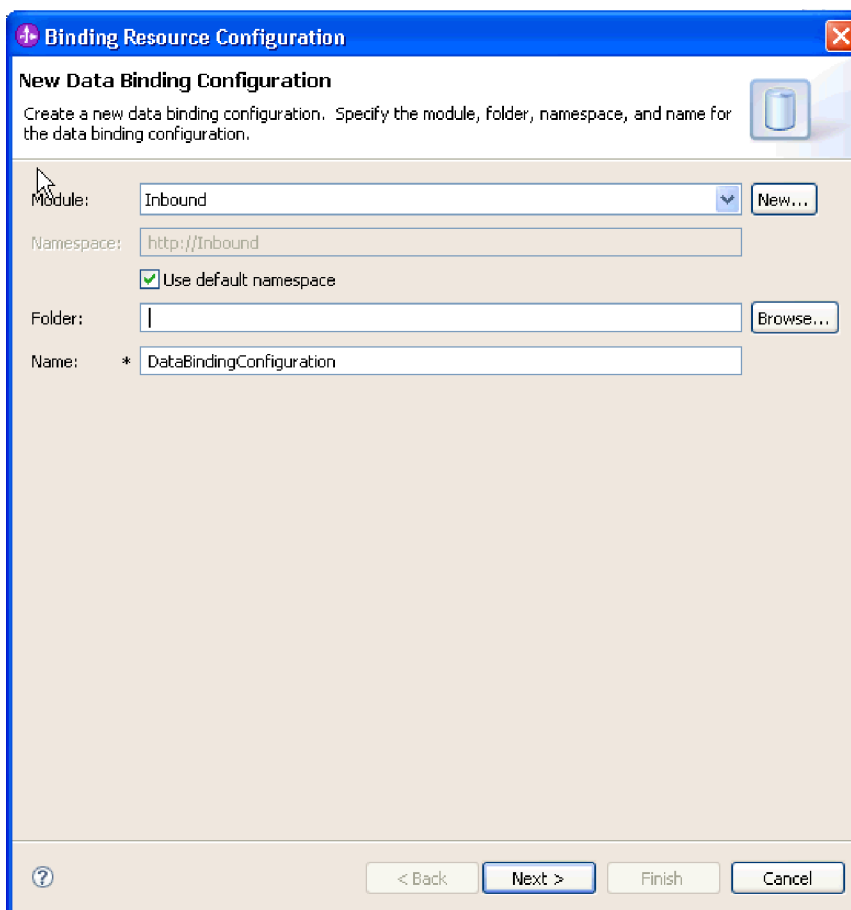 Binding Resource Configuration
New Data Binding Configuration
Create a new data binding configuration. Specify the module, folder, namespace, and name for
the data binding configuration.
Module: Inbound New...
Namespace: http://Inbound
Use default namespace
Folder: Browse...
Name: * DataBindingConfiguration
? < Back Next > Finish Cancel